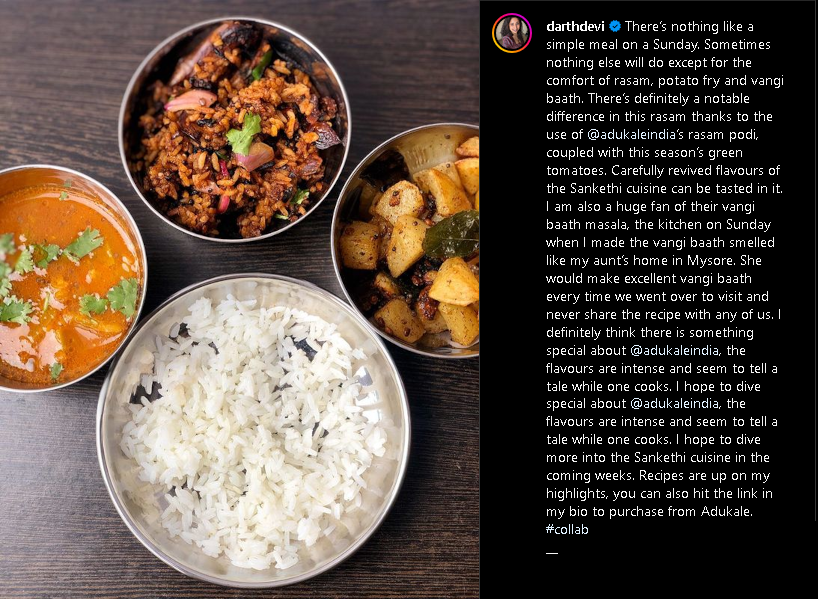 darthdevi There's nothing like a
simple meal on a Sunday. Sometimes
nothing else will do except for the
comfort of rasam, potato fry and vangi
baath. There's definitely a notable
difference in this rasam thanks to the
use of @adukaleindia's rasam podi,
coupled with this season's green
tomatoes. Carefully revived flavours of
the Sankethi cuisine can be tasted in it.
I am also a huge fan of their vangi
baath masala, the kitchen on Sunday
when I made the vangi baath smelled
like my aunt's home in Mysore. She
would make excellent vangi baath
every time we went over to visit and
never share the recipe with any of us. I
definitely think there is something
special about @adukaleindia, the
flavours are intense and seem to tell a
tale while one cooks. I hope to dive
special about @adukaleindia, the
flavours are intense and seem to tell a
tale while one cooks. I hope to dive
more into the Sankethi cuisine in the
coming weeks. Recipes are up on my
highlights, you can also hit the link in
my bio to purchase from Adukale.
#collab
—